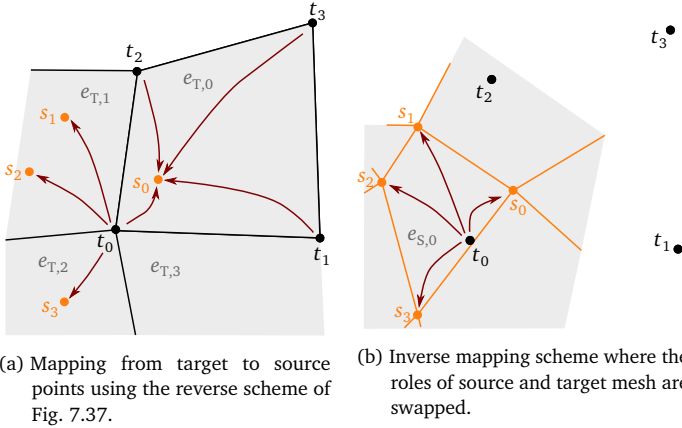 t3
t2
eT,0
eT,1
s1
s2
s0
t0
eT,2
eT,3
t1
s3
(a) Mapping from target to source
points using the reverse scheme of
Fig. 7.37.
t3
t2
s1
s2
s0
eS,0
t0
t1
s3
(b) Inverse mapping scheme where the
roles of source and target mesh are
swapped.